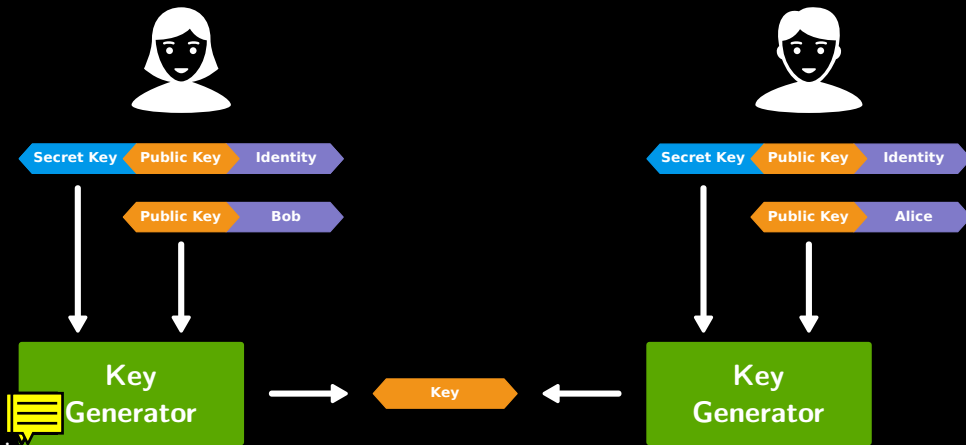 Secret Key Public Key Identity
Public Key Bob
Secret Key Public Key Identity
Public Key Alice
Key
Generator
Key
Key
Generator